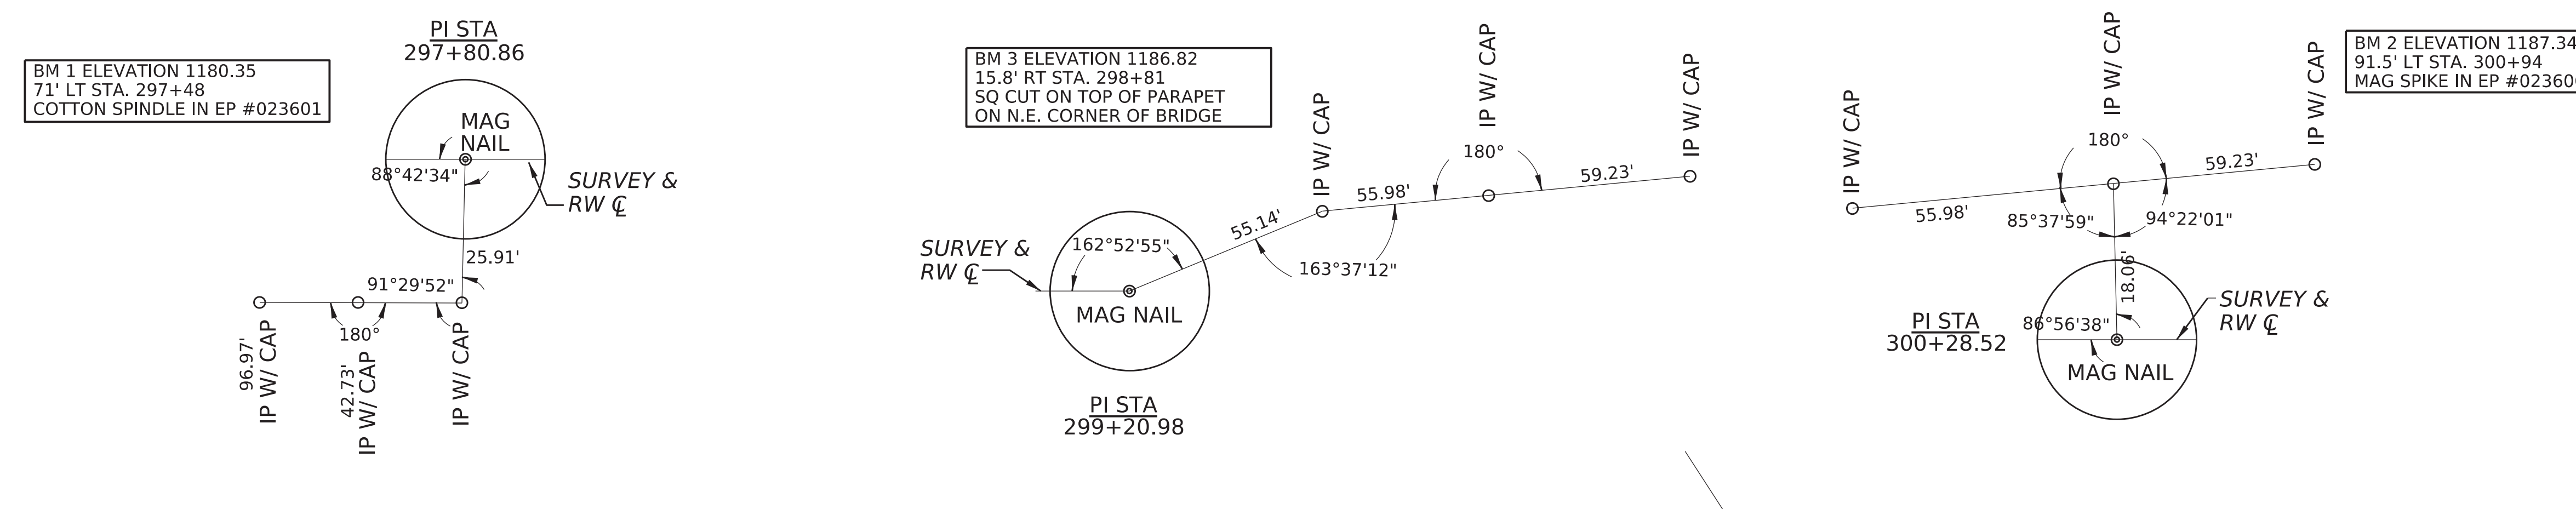 PI STA
297+80.86
BM 1 ELEVATION 1180.35
71' LT STA. 297+48
COTTON SPINDLE IN EP #023601
MAG
NAIL
88°42'34"
SURVEY &
RW ℄
25.91'
91°29'52"
180°
96.97'
IP W/ CAP
42.73'
IP W/ CAP
IP W/ CAP
BM 3 ELEVATION 1186.82
15.8' RT STA. 298+81
SQ CUT ON TOP OF PARAPET
ON N.E. CORNER OF BRIDGE
IP W/ CAP
IP W/ CAP
IP W/ CAP
180°
55.98'
59.23'
55.14'
162°52'55"
163°37'12"
SURVEY &
RW ℄
MAG NAIL
PI STA
299+20.98
IP W/ CAP
IP W/ CAP
IP W/ CAP
BM 2 ELEVATION 1187.34
91.5' LT STA. 300+94
MAG SPIKE IN EP
180°
59.23'
55.98'
85°37'59"
94°22'01"
18.06'
SURVEY &
RW ℄
PI STA
300+28.52
86°56'38"
MAG NAIL